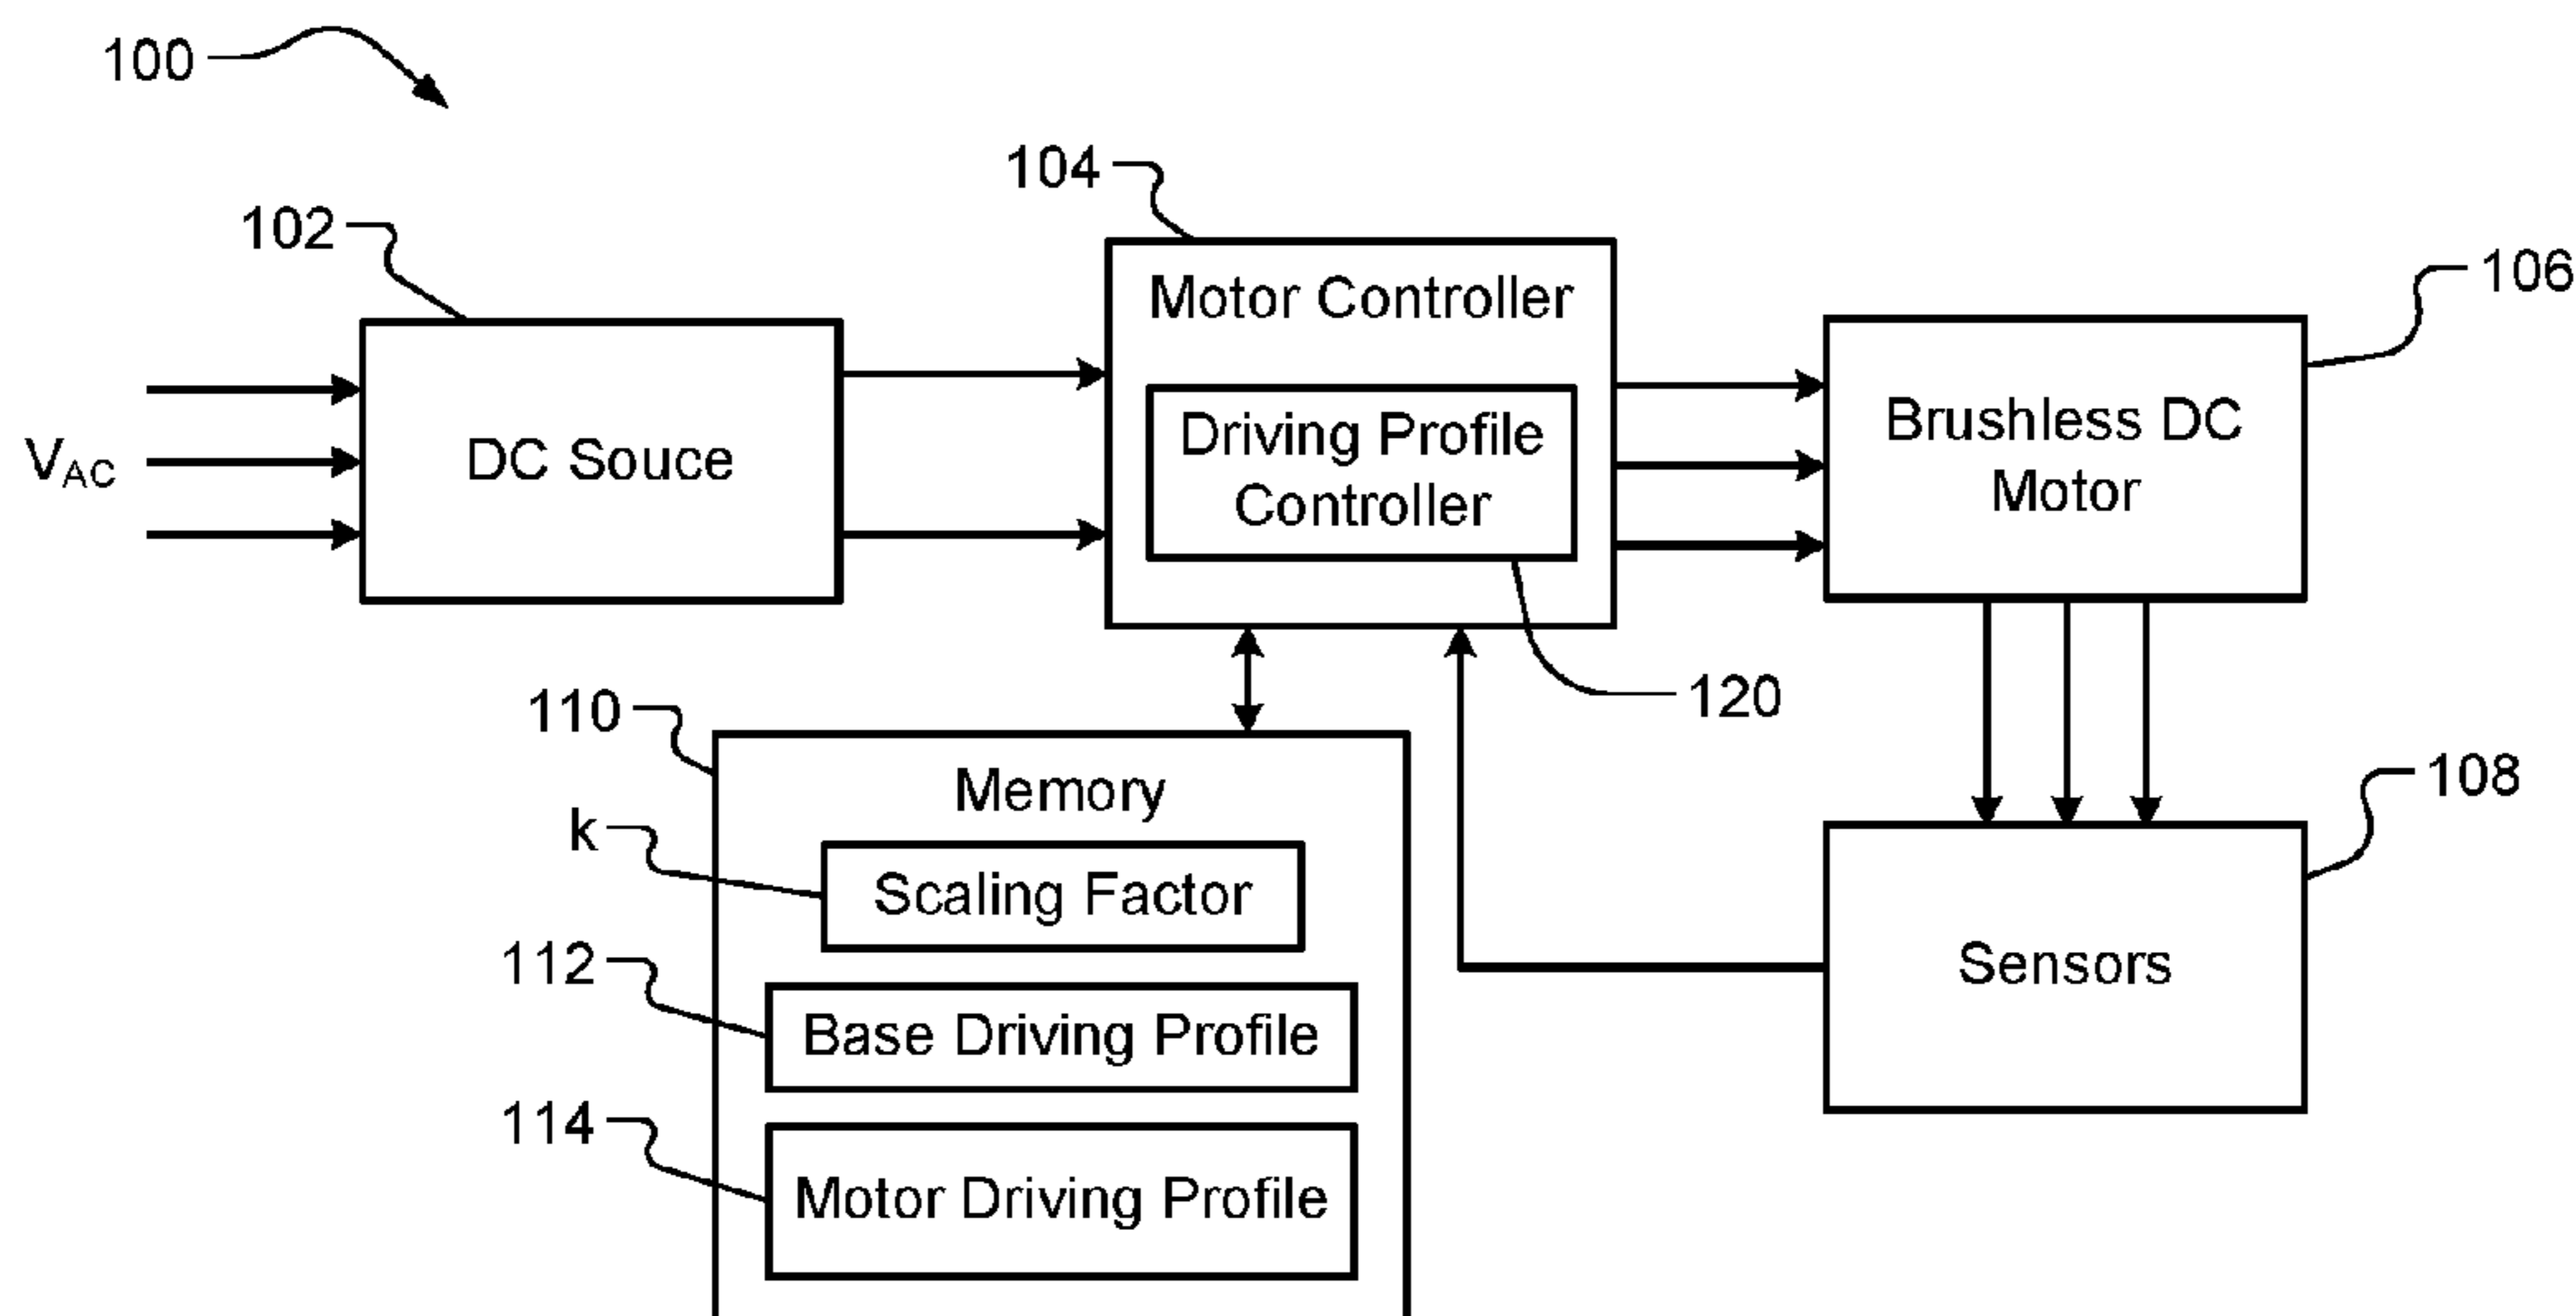 100
104
102
106
Motor Controller
V_AC
DC Souce
Driving Profile
Controller
Brushless DC
Motor
120
110
108
Memory
k
Scaling Factor
Sensors
112
Base Driving Profile
114
Motor Driving Profile